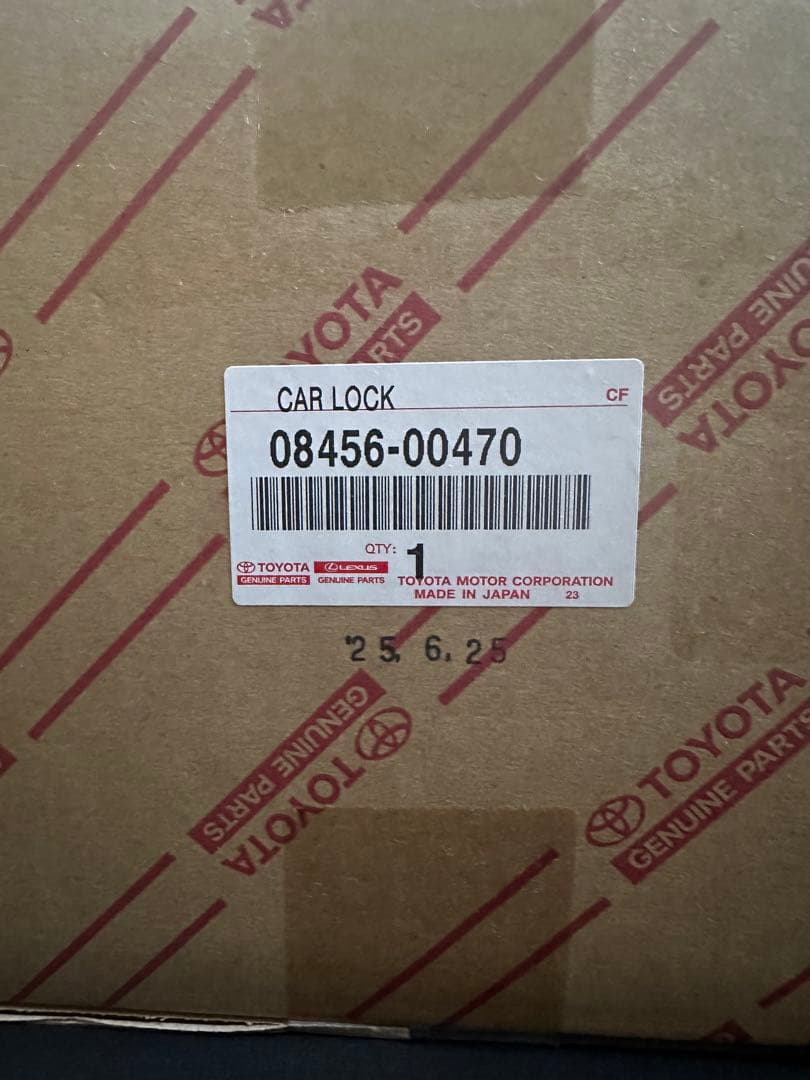 TOYOTA
PARTS
GENUINE PARTS
TOYOTA
CAR LOCK
CF
08456-00470
QTY: 1
TOYOTA LEXUS
GENUINE PARTS GENUINE PARTS
TOYOTA MOTOR CORPORATION
MADE IN JAPAN 23
'25. 6. 25
GENUINE PARTS
TOYOTA
TOYOTA
GENUINE PARTS